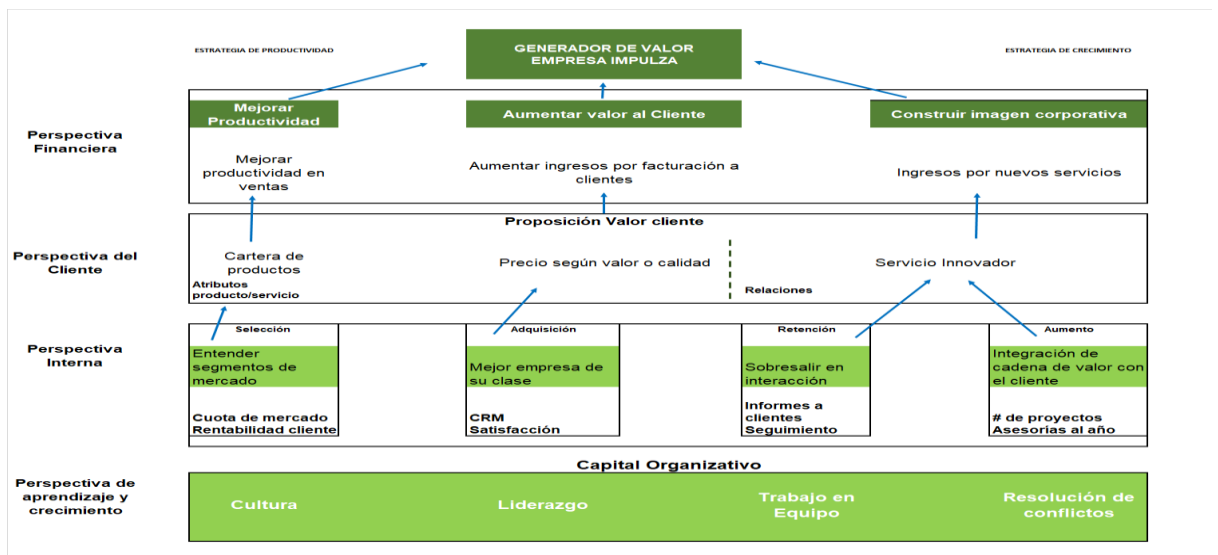 ESTRATEGIA DE PRODUCTIVIDAD
GENERADOR DE VALOR
EMPRESA IMPULZA
ESTRATEGIA DE CRECIMIENTO
Perspectiva
Financiera
Mejorar
Productividad
Aumentar valor al Cliente
Construir imagen corporativa
Mejorar
productividad en
ventas
Aumentar ingresos por facturación a
clientes
Ingresos por nuevos servicios
Perspectiva del
Cliente
Proposición Valor cliente
Cartera de
productos
Precio según valor o calidad
Servicio Innovador
Atributos
producto/servicio
Relaciones
Perspectiva
Interna
Selección
Adquisición
Retención
Aumento
Entender
segmentos de
mercado
Mejor empresa de
su clase
Sobresalir en
interacción
Integración de
cadena de valor con
el cliente
Cuota de mercado
Rentabilidad cliente
CRM
Satisfacción
Informes a
clientes
Seguimiento
# de proyectos
Asesorías al año
Perspectiva de
aprendizaje y
crecimiento
Capital Organizativo
Cultura
Liderazgo
Trabajo en
Equipo
Resolución de
conflictos